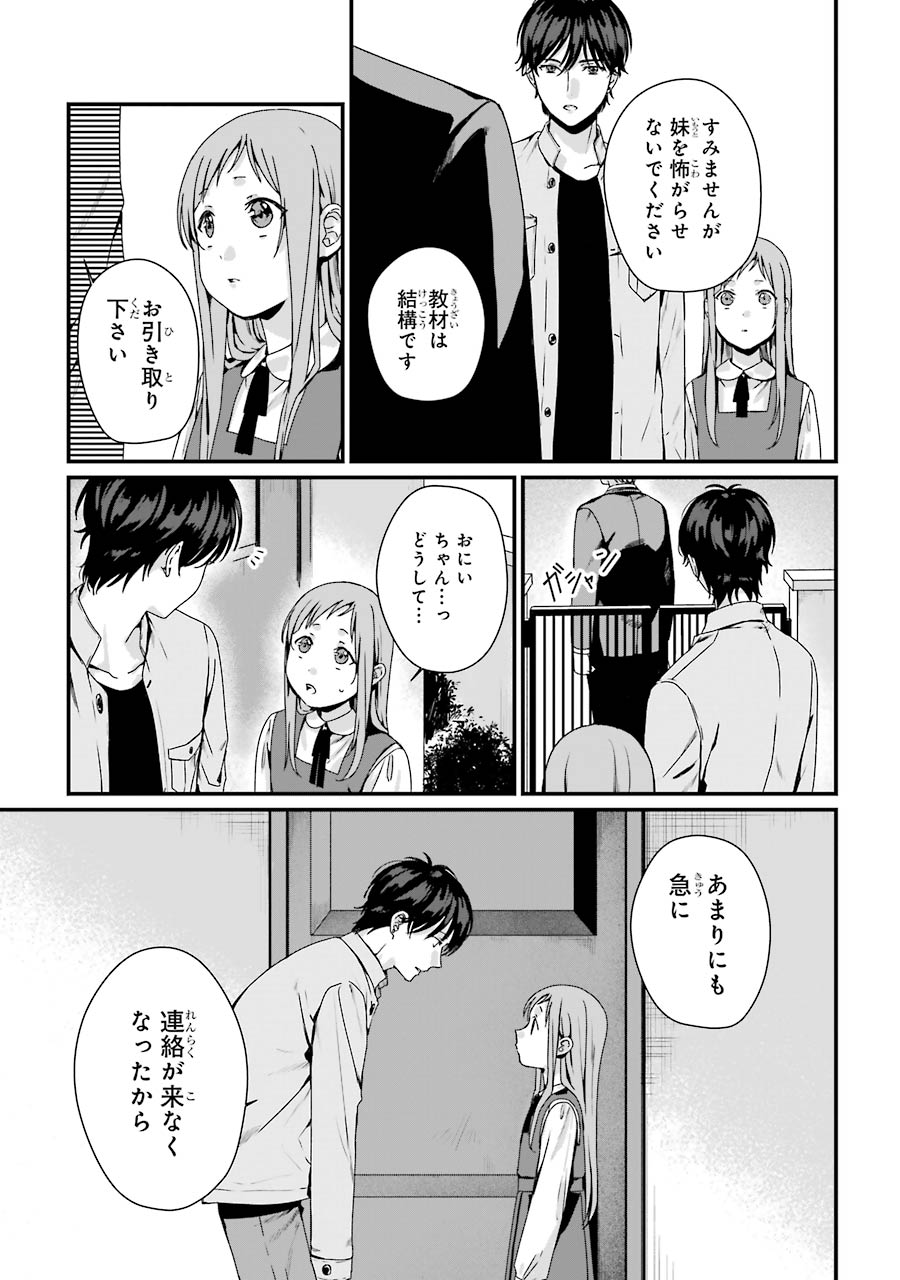 すみませんが
妹を怖がらせ
ないでください
教材は
結構です
お引き取り
下さい
ガシャン
おにい
ちゃん…っ
どうして…
あまりにも
急に
連絡が来なく
なったから